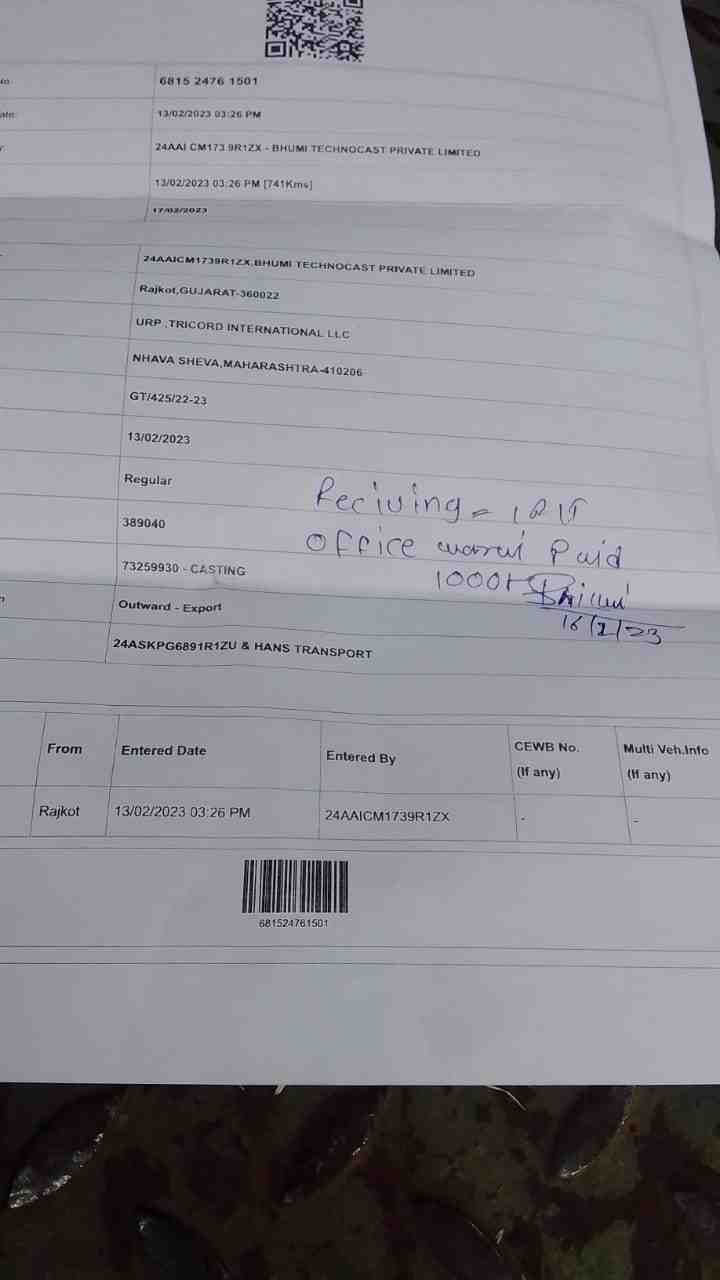 6815 2476 1501
ate:
13/02/2023 03:26 PM
24AAI CM173 9R1ZX - BHUMI TECHNOCAST PRIVATE LIMITED
13/02/2023 03:26 PM [741Kms]
17/02/2023
24AAICM1739R1ZX,BHUMI TECHNOCAST PRIVATE LIMITED
Rajkot,GUJARAT-360022
URP ,TRICORD INTERNATIONAL LLC
NHAVA SHEVA,MAHARASHTRA-410206
GT/425/22-23
13/02/2023
Regular
389040
73259930 - CASTING
Outward - Export
24ASKPG6891R1ZU & HANS TRANSPORT
Reciving =
office Paid
1000
16/2/23
From Entered Date Entered By CEWB No. (If any) Multi Veh.Info (If any)
Rajkot 13/02/2023 03:26 PM 24AAICM1739R1ZX - -
681524761501